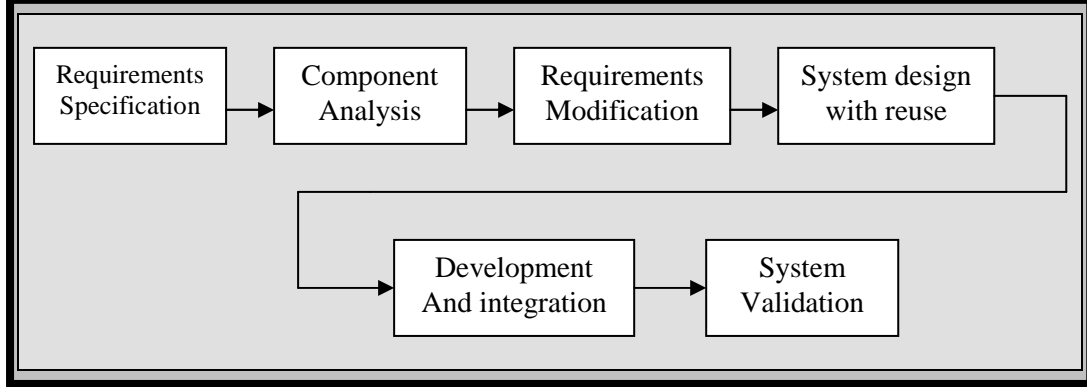 Requirements
Specification
Component
Analysis
Requirements
Modification
System design
with reuse
Development
And integration
System
Validation